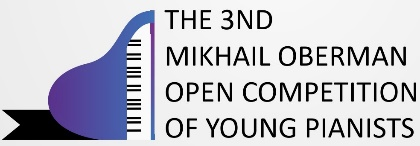 THE 3ND
MIKHAIL OBERMAN
OPEN COMPETITION
OF YOUNG PIANISTS